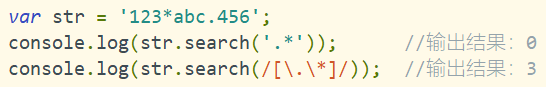 var str = '123*abc.456';
console.log(str.search('.*'));      //输出结果：0
console.log(str.search(/[\.\*]/));  //输出结果：3